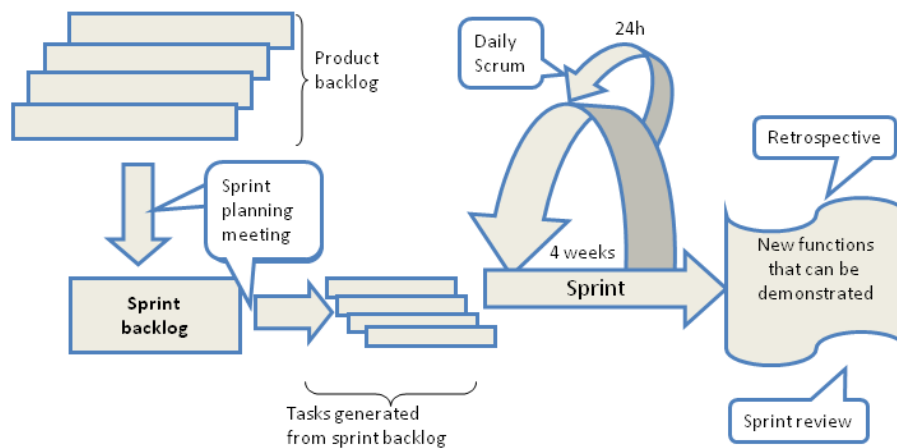 Product
backlog
Sprint
planning
meeting
Sprint
backlog
Tasks generated
from sprint backlog
Daily
Scrum
24h
4 weeks
Sprint
Retrospective
New functions
that can be
demonstrated
Sprint review